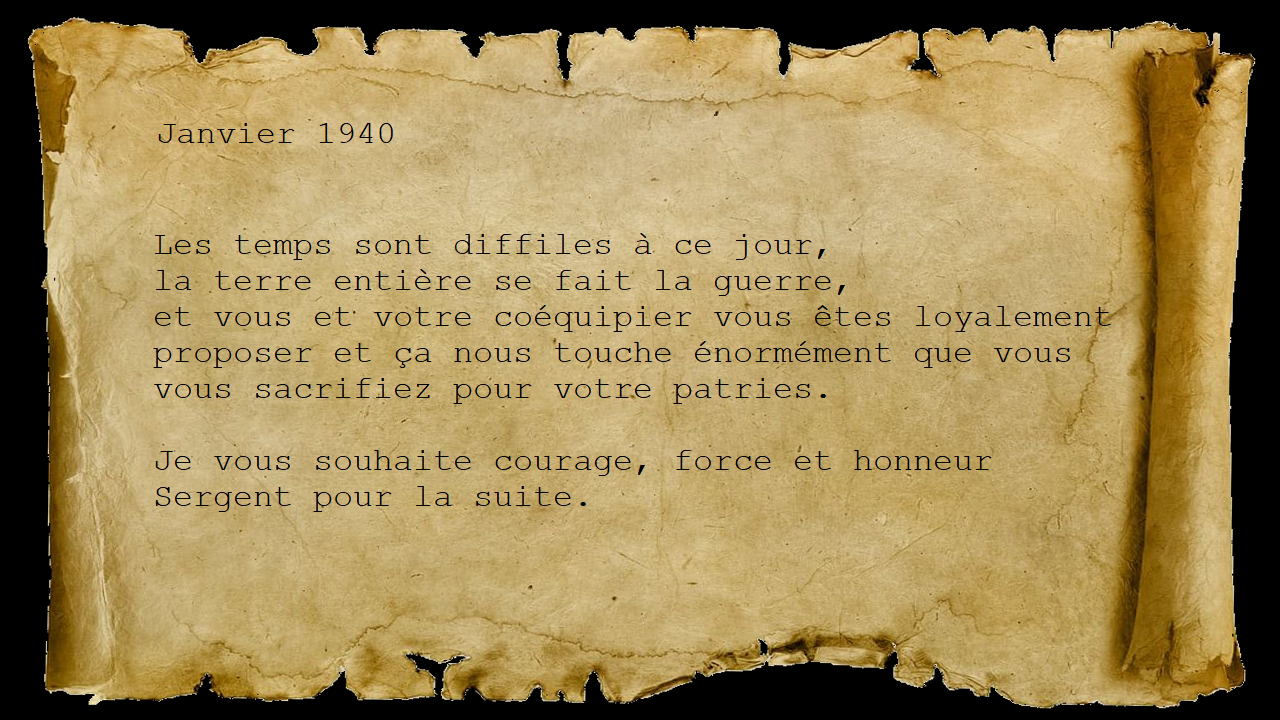 Janvier 1940
Les temps sont diffiles à ce jour,
la terre entière se fait la guerre,
et vous et votre coéquipier vous êtes loyalement
proposer et ça nous touche énormément que vous
vous sacrifiez pour votre patries.
Je vous souhaite courage, force et honneur
Sergent pour la suite.